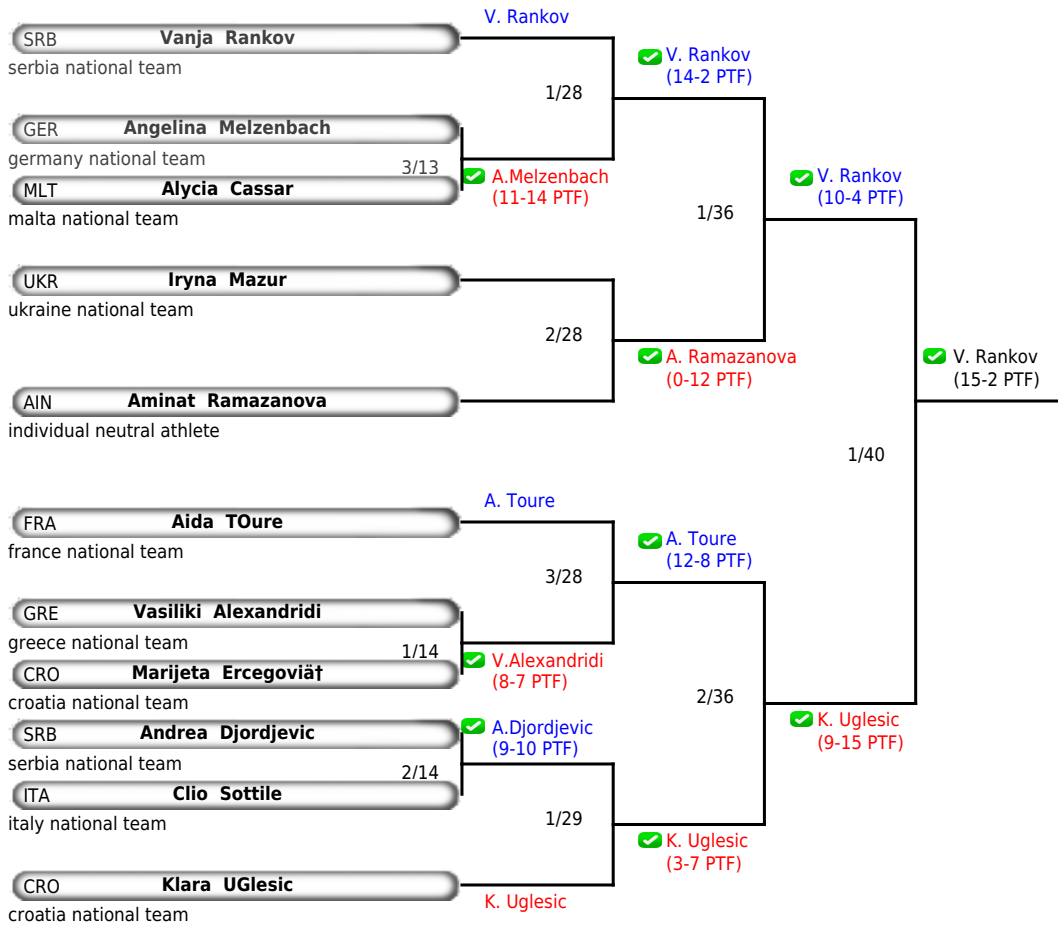 V. Rankov
SRB Vanja Rankov
serbia national team
V. Rankov
(14-2 PTF)
1/28
GER Angelina Melzenbach
germany national team
3/13
A.Melzenbach
(11-14 PTF)
MLT Alycia Cassar
malta national team
V. Rankov
(10-4 PTF)
1/36
UKR Iryna Mazur
ukraine national team
2/28
A. Ramazanova
(0-12 PTF)
V. Rankov
(15-2 PTF)
AIN Aminat Ramazanova
individual neutral athlete
1/40
A. Toure
FRA Aida TOure
france national team
A. Toure
(12-8 PTF)
3/28
GRE Vasiliki Alexandridi
greece national team
1/14
V.Alexandridi
(8-7 PTF)
CRO Marijeta Ercegoviä†
croatia national team
2/36
K. Uglesic
(9-15 PTF)
SRB Andrea Djordjevic
serbia national team
A.Djordjevic
(9-10 PTF)
2/14
ITA Clio Sottile
italy national team
1/29
K. Uglesic
(3-7 PTF)
CRO Klara UGlesic
croatia national team
K. Uglesic